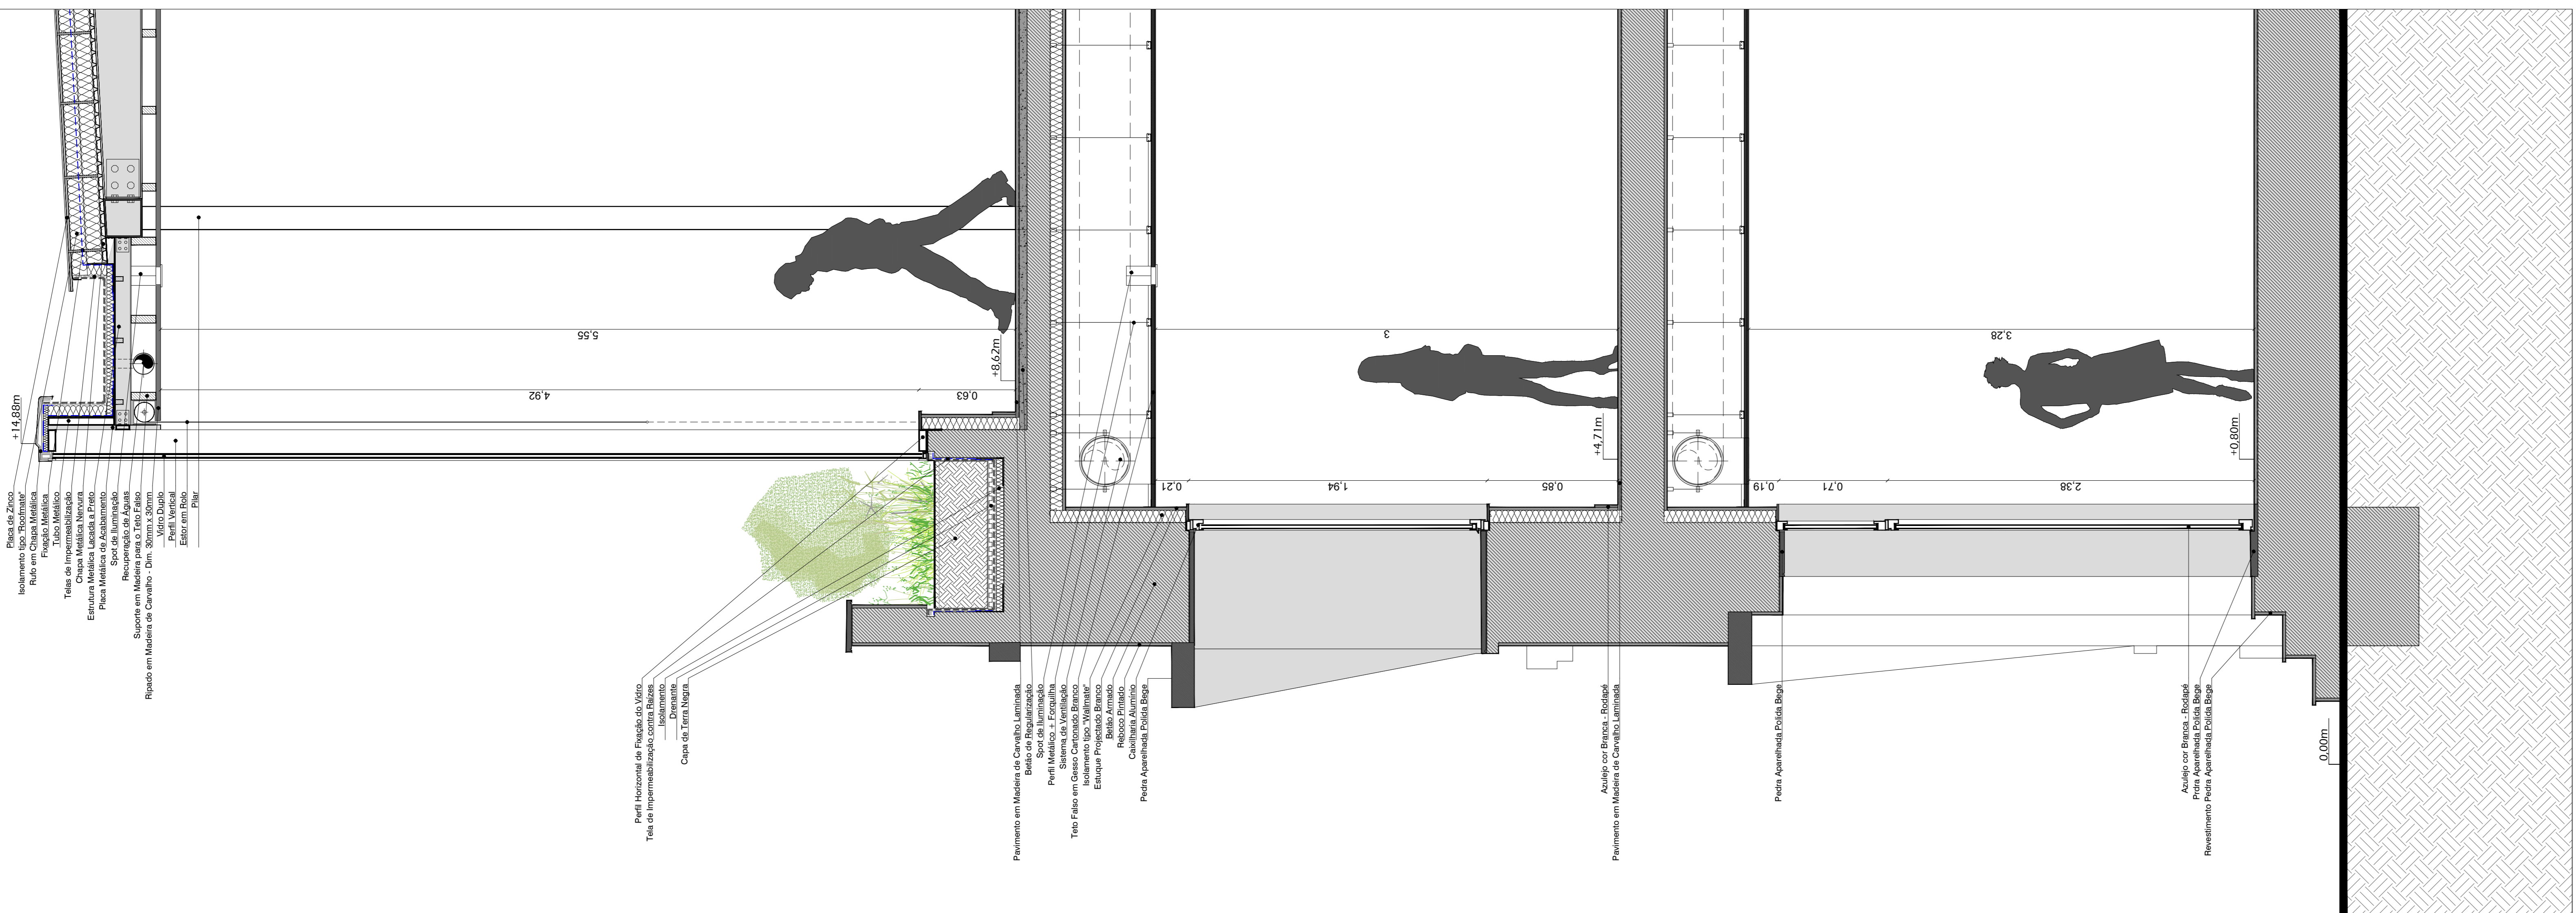 +14,88m
Placa de Zinco
Isolamento tipo "Roofmate"
Rufo em Chapa Metálica
Fixação Metálica
Tubo Metálico
Telas de Impermeabilização
Chapa Metálica Nervura
Estrutura Metálica Lacada a Preto
Placa Metálica de Acabamento
Spot de Iluminação
Recuperação de Águas
Suporte em Madeira para o Teto Falso
Ripado em Madeira de Carvalho - Dim. 30mm x 30mm
Vidro Duplo
Perfil Vertical
Estor em Rolo
Pilar
5,55
4,92
0,63
+8,62m
Perfil Horizontal de Fixação do Vidro
Tela de Impermeabilização contra Raízes
Isolamento
Drenante
Capa de Terra Negra
Pavimento em Madeira de Carvalho Laminada
Betão de Regularização
Spot de Iluminação
Perfil Metálico + Forquilha
Sistema de Ventilação
Teto Falso em Gesso Cartonado Branco
Isolamento tipo "Wallmate"
Estuque Projectado Branco
Betão Armado
Reboco Pintado
Caixilharia Alumínio
Pedra Aparelhada Polida Bege
3
0,21
1,94
0,85
+4,71m
Azulejo cor Branca - Rodapé
Pavimento em Madeira de Carvalho Laminada
3,28
0,19
0,71
2,38
+0,80m
Pedra Aparelhada Polida Bege
Azulejo cor Branca - Rodapé
Prdra Aparelhada Polida Bege
Revestimento Pedra Aparelhada Polida Bege
0,00m